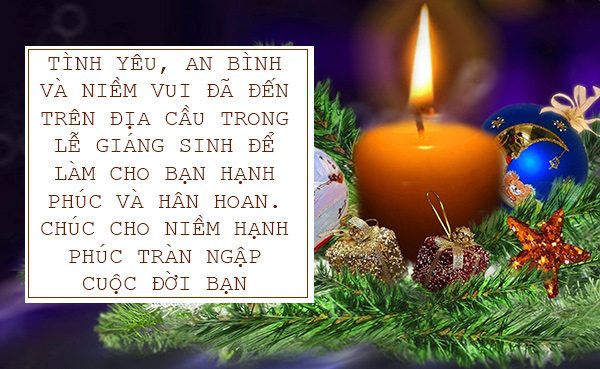 TÌNH YÊU, AN BÌNH
VÀ NIỀM VUI ĐÃ ĐẾN
TRÊN ĐỊA CẦU TRONG
LỄ GIÁNG SINH ĐỂ
LÀM CHO BẠN HẠNH
PHÚC VÀ HÂN HOAN.
CHÚC CHO NIỀM HẠNH
PHÚC TRÀN NGẬP
CUỘC ĐỜI BẠN